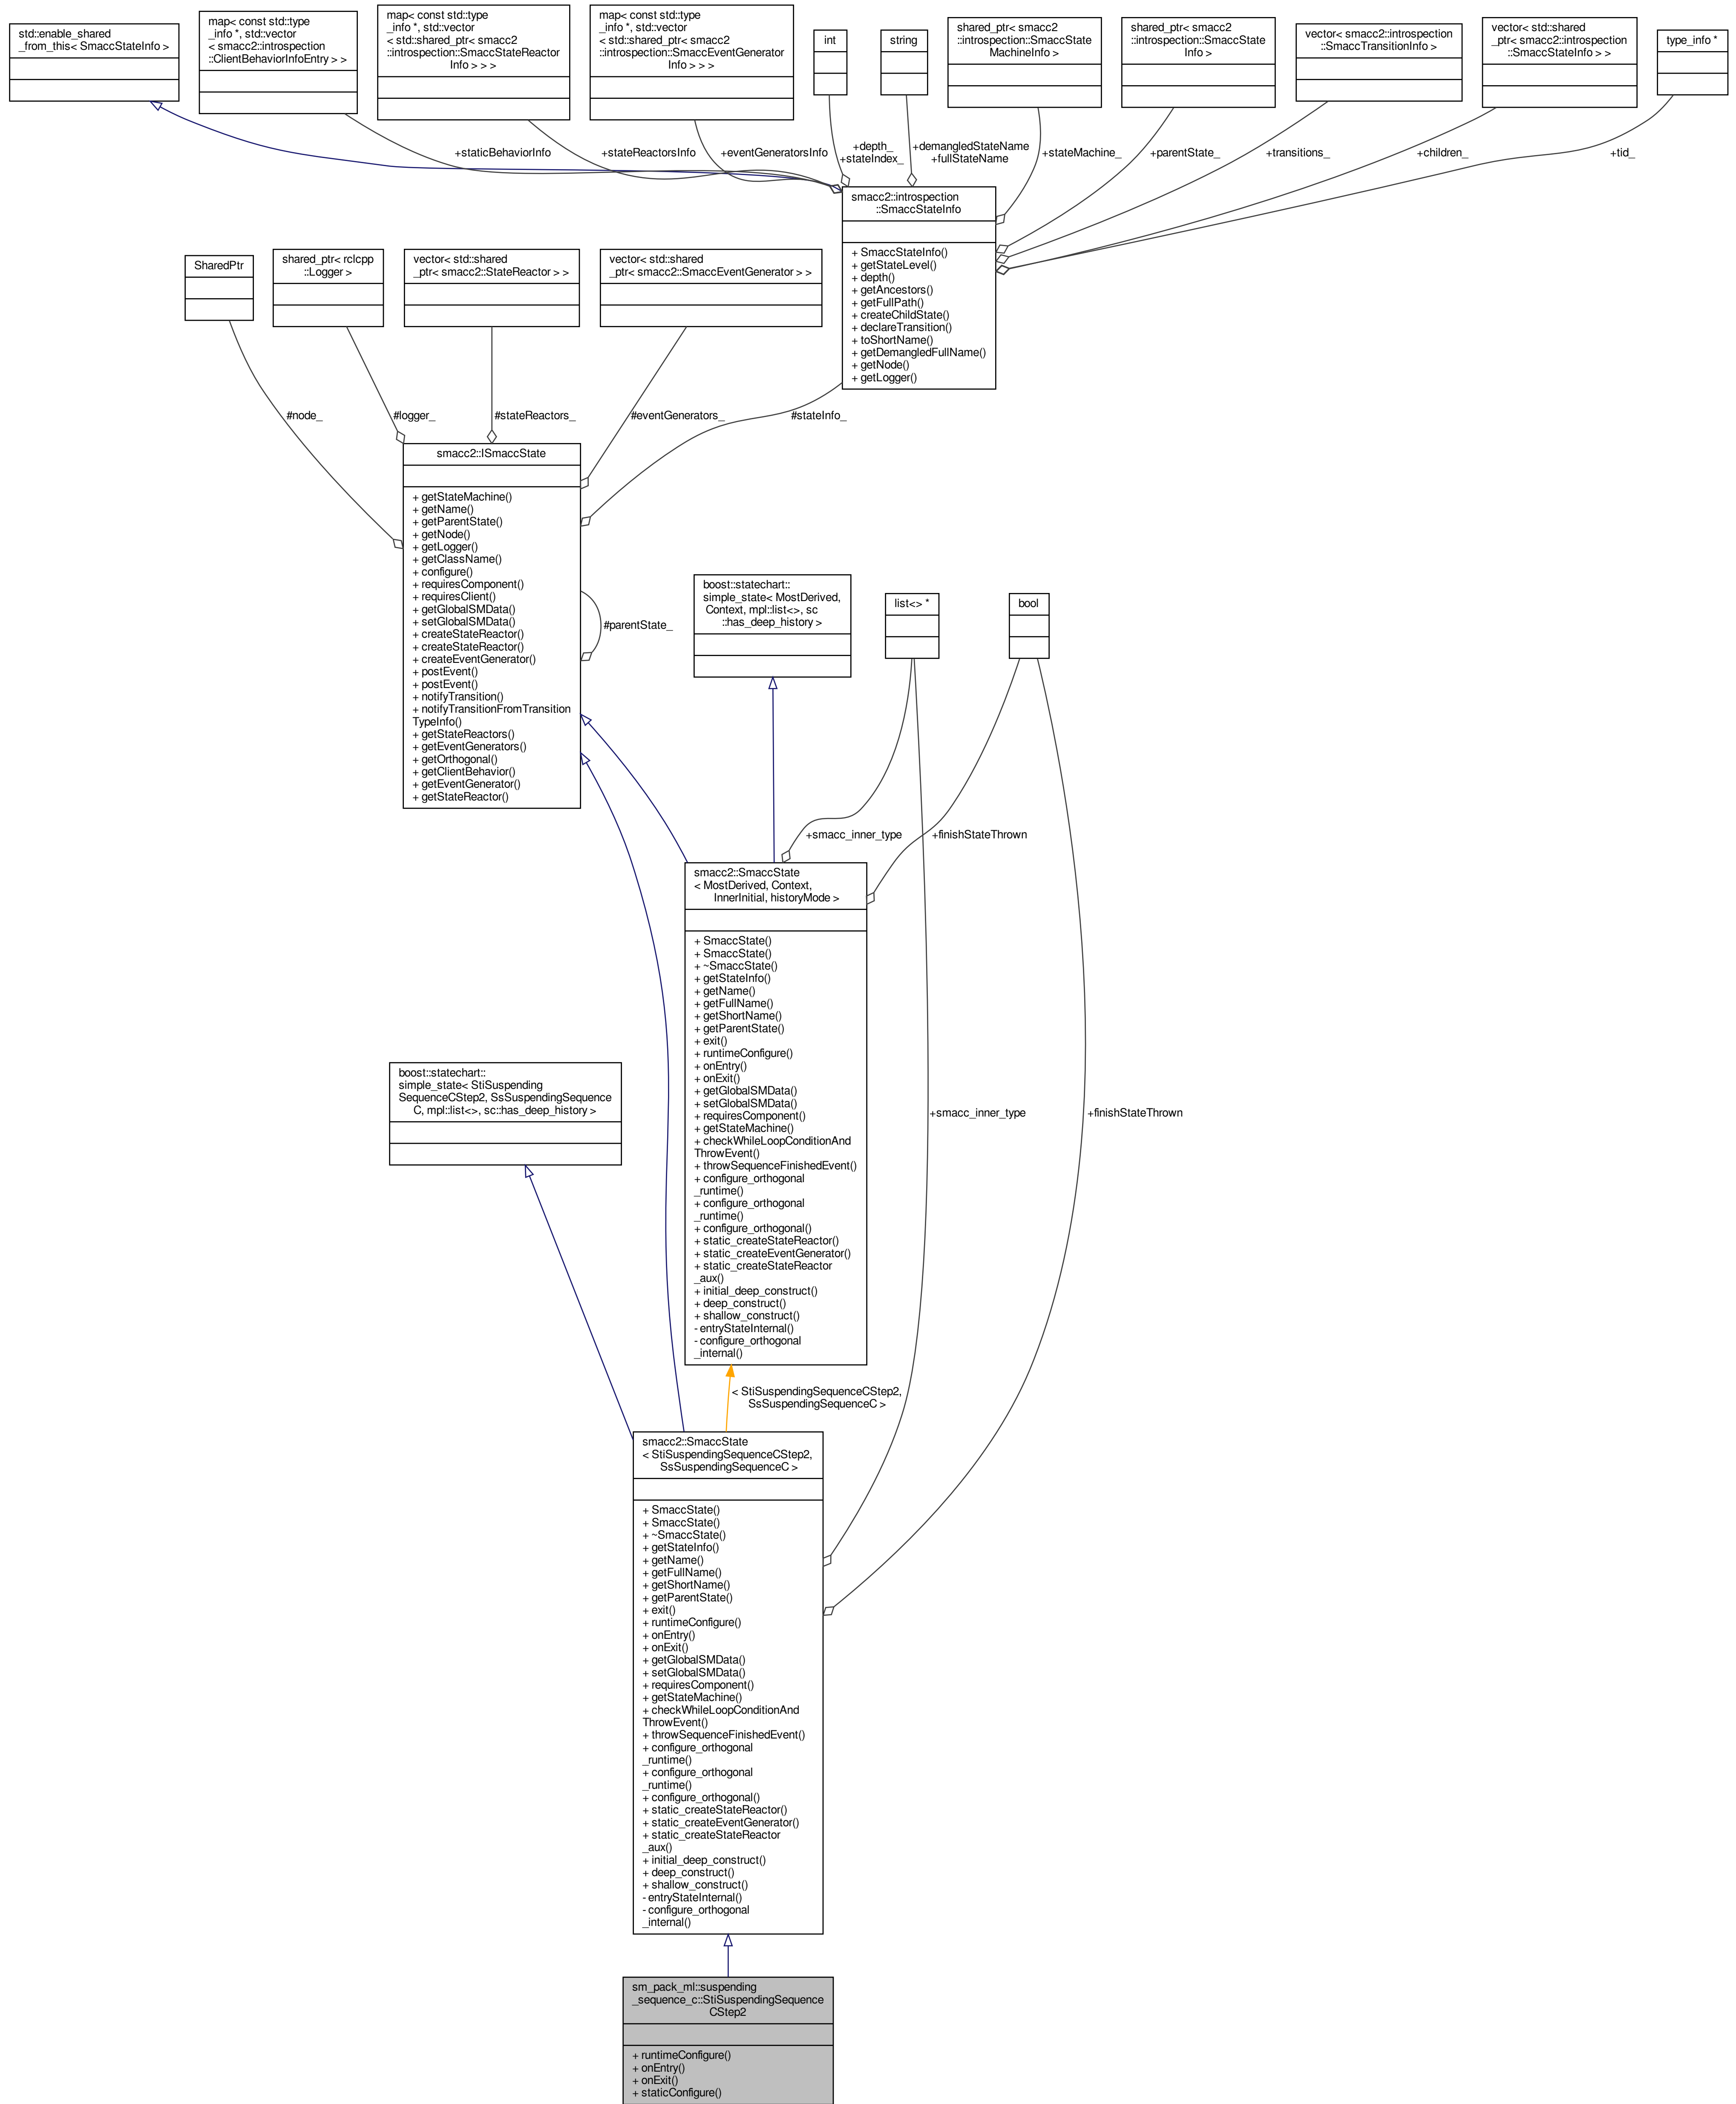 std::enable_shared
_from_this< SmaccStateInfo >
map< const std::type
_info *, std::vector
< smacc2::introspection
::ClientBehaviorInfoEntry > >
map< const std::type
_info *, std::vector
< std::shared_ptr< smacc2
::introspection::SmaccStateReactor
Info > > >
map< const std::type
_info *, std::vector
< std::shared_ptr< smacc2
::introspection::SmaccEventGenerator
Info > > >
int
string
shared_ptr< smacc2
::introspection::SmaccState
MachineInfo >
shared_ptr< smacc2
::introspection::SmaccState
Info >
vector< smacc2::introspection
::SmaccTransitionInfo >
vector< std::shared
_ptr< smacc2::introspection
::SmaccStateInfo > >
type_info *
+staticBehaviorInfo
+stateReactorsInfo
+eventGeneratorsInfo
+depth_
+stateIndex_
+demangledStateName
+fullStateName
+stateMachine_
+parentState_
+transitions_
+children_
+tid_
smacc2::introspection
::SmaccStateInfo
+ SmaccStateInfo()
+ getStateLevel()
+ depth()
+ getAncestors()
+ getFullPath()
+ createChildState()
+ declareTransition()
+ toShortName()
+ getDemangledFullName()
+ getNode()
+ getLogger()
SharedPtr
shared_ptr< rclcpp
::Logger >
vector< std::shared
_ptr< smacc2::StateReactor > >
vector< std::shared
_ptr< smacc2::SmaccEventGenerator > >
#node_
#logger_
#stateReactors_
#eventGenerators_
#stateInfo_
smacc2::ISmaccState
+ getStateMachine()
+ getName()
+ getParentState()
+ getNode()
+ getLogger()
+ getClassName()
+ configure()
+ requiresComponent()
+ requiresClient()
+ getGlobalSMData()
+ setGlobalSMData()
+ createStateReactor()
+ createStateReactor()
+ createEventGenerator()
+ postEvent()
+ postEvent()
+ notifyTransition()
+ notifyTransitionFromTransition
TypeInfo()
+ getStateReactors()
+ getEventGenerators()
+ getOrthogonal()
+ getClientBehavior()
+ getEventGenerator()
+ getStateReactor()
#parentState_
boost::statechart::
simple_state< MostDerived,
Context, mpl::list<>, sc
::has_deep_history >
list<> *
bool
+smacc_inner_type
+finishStateThrown
smacc2::SmaccState
< MostDerived, Context,
InnerInitial, historyMode >
+ SmaccState()
+ SmaccState()
+ ~SmaccState()
+ getStateInfo()
+ getName()
+ getFullName()
+ getShortName()
+ getParentState()
+ exit()
+ runtimeConfigure()
+ onEntry()
+ onExit()
+ getGlobalSMData()
+ setGlobalSMData()
+ requiresComponent()
+ getStateMachine()
+ checkWhileLoopConditionAnd
ThrowEvent()
+ throwSequenceFinishedEvent()
+ configure_orthogonal
_runtime()
+ configure_orthogonal
_runtime()
+ configure_orthogonal()
+ static_createStateReactor()
+ static_createEventGenerator()
+ static_createStateReactor
_aux()
+ initial_deep_construct()
+ deep_construct()
+ shallow_construct()
- entryStateInternal()
- configure_orthogonal
_internal()
boost::statechart::
simple_state< StiSuspending
SequenceCStep2, SsSuspendingSequence
C, mpl::list<>, sc::has_deep_history >
+smacc_inner_type
+finishStateThrown
< StiSuspendingSequenceCStep2,
SsSuspendingSequenceC >
smacc2::SmaccState
< StiSuspendingSequenceCStep2,
SsSuspendingSequenceC >
+ SmaccState()
+ SmaccState()
+ ~SmaccState()
+ getStateInfo()
+ getName()
+ getFullName()
+ getShortName()
+ getParentState()
+ exit()
+ runtimeConfigure()
+ onEntry()
+ onExit()
+ getGlobalSMData()
+ setGlobalSMData()
+ requiresComponent()
+ getStateMachine()
+ checkWhileLoopConditionAnd
ThrowEvent()
+ throwSequenceFinishedEvent()
+ configure_orthogonal
_runtime()
+ configure_orthogonal
_runtime()
+ configure_orthogonal()
+ static_createStateReactor()
+ static_createEventGenerator()
+ static_createStateReactor
_aux()
+ initial_deep_construct()
+ deep_construct()
+ shallow_construct()
- entryStateInternal()
- configure_orthogonal
_internal()
sm_pack_ml::suspending
_sequence_c::StiSuspendingSequence
CStep2
+ runtimeConfigure()
+ onEntry()
+ onExit()
+ staticConfigure()